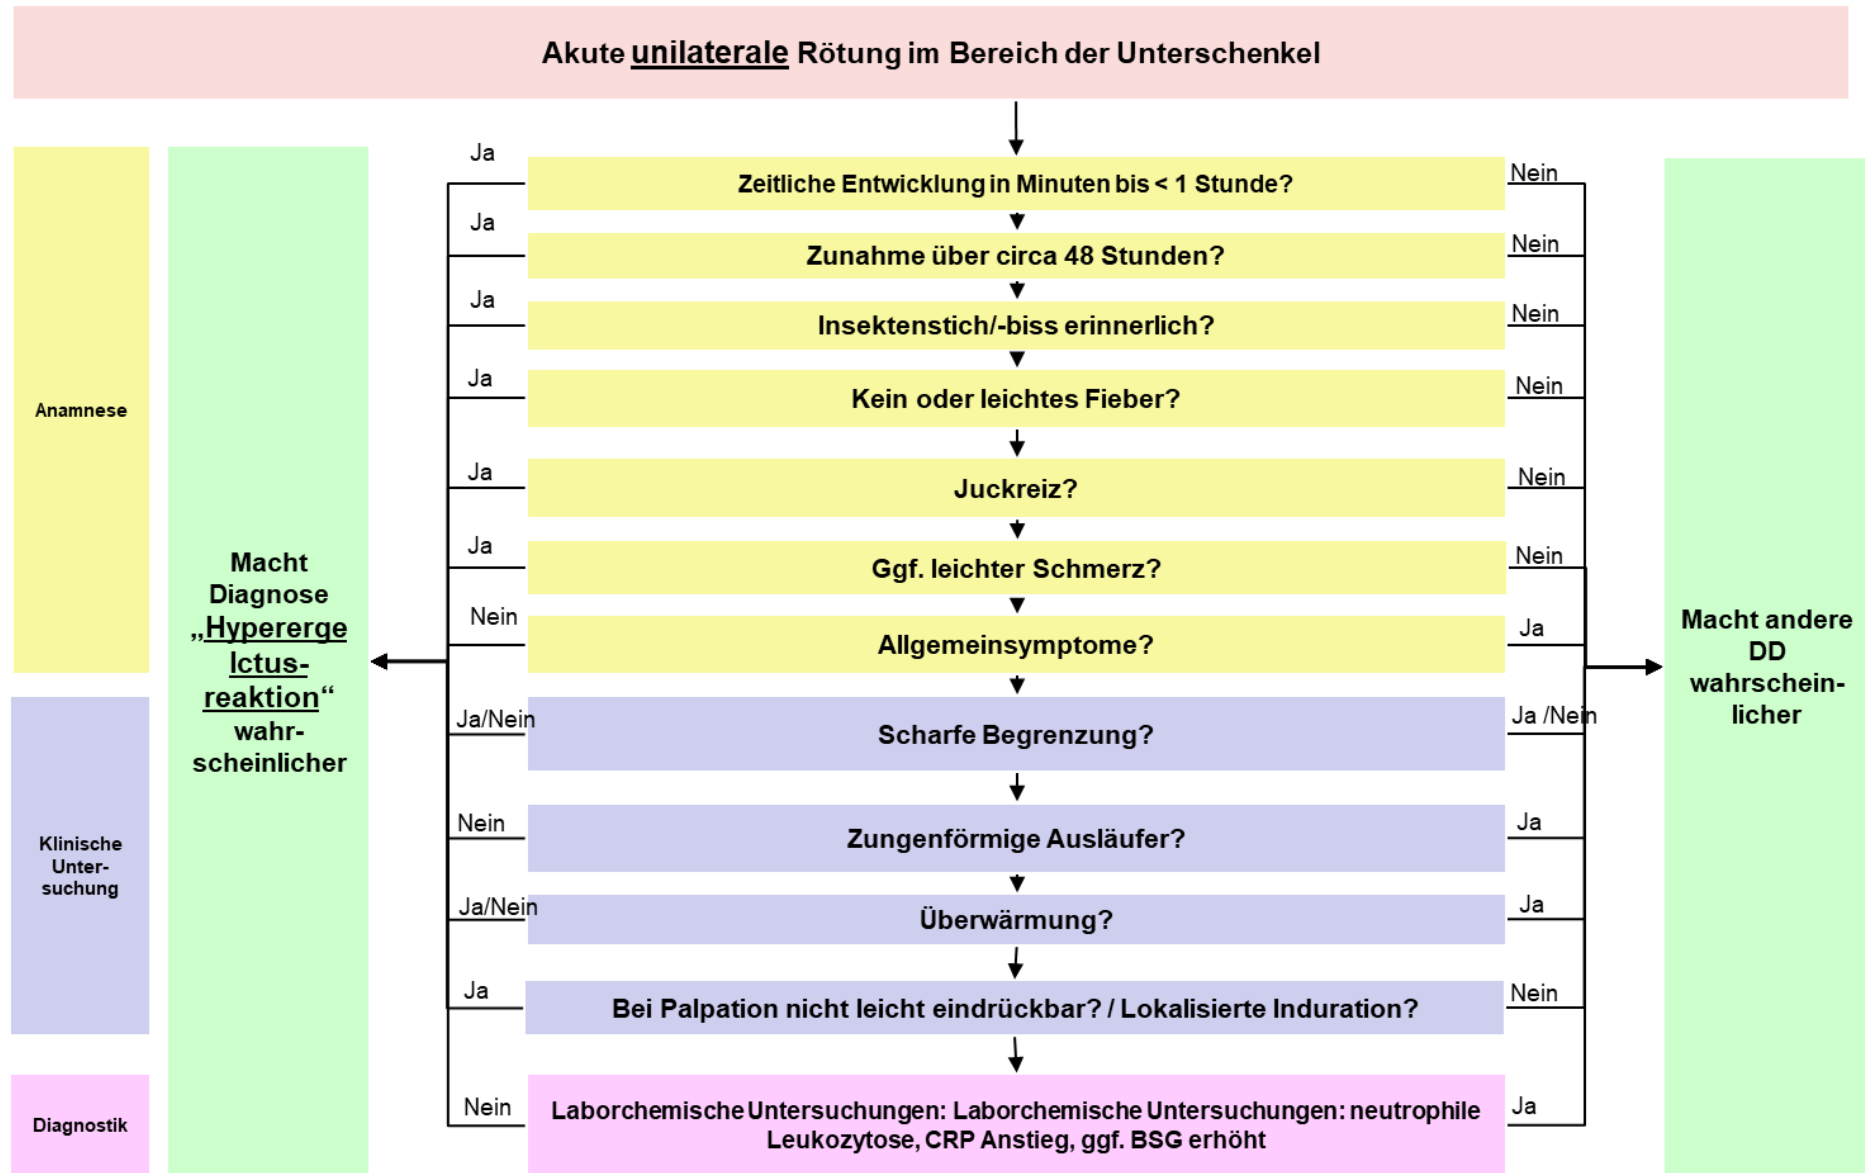 Akute unilaterale Rötung im Bereich der Unterschenkel
Anamnese
Klinische
Unter-
suchung
Diagnostik
Macht
Diagnose
„Hypererge
Ictus-
reaktion“
wahr-
scheinlicher
Ja
Zeitliche Entwicklung in Minuten bis < 1 Stunde?
Nein
Ja
Zunahme über circa 48 Stunden?
Nein
Ja
Insektenstich/-biss erinnerlich?
Nein
Ja
Kein oder leichtes Fieber?
Nein
Ja
Juckreiz?
Nein
Ja
Ggf. leichter Schmerz?
Nein
Nein
Allgemeinsymptome?
Ja
Ja/Nein
Scharfe Begrenzung?
Ja /Nein
Nein
Zungenförmige Ausläufer?
Ja
Ja/Nein
Überwärmung?
Ja
Ja
Bei Palpation nicht leicht eindrückbar? / Lokalisierte Induration?
Nein
Nein
Laborchemische Untersuchungen: Laborchemische Untersuchungen: neutrophile
Leukozytose, CRP Anstieg, ggf. BSG erhöht
Ja
Macht andere
DD
wahrschein-
licher